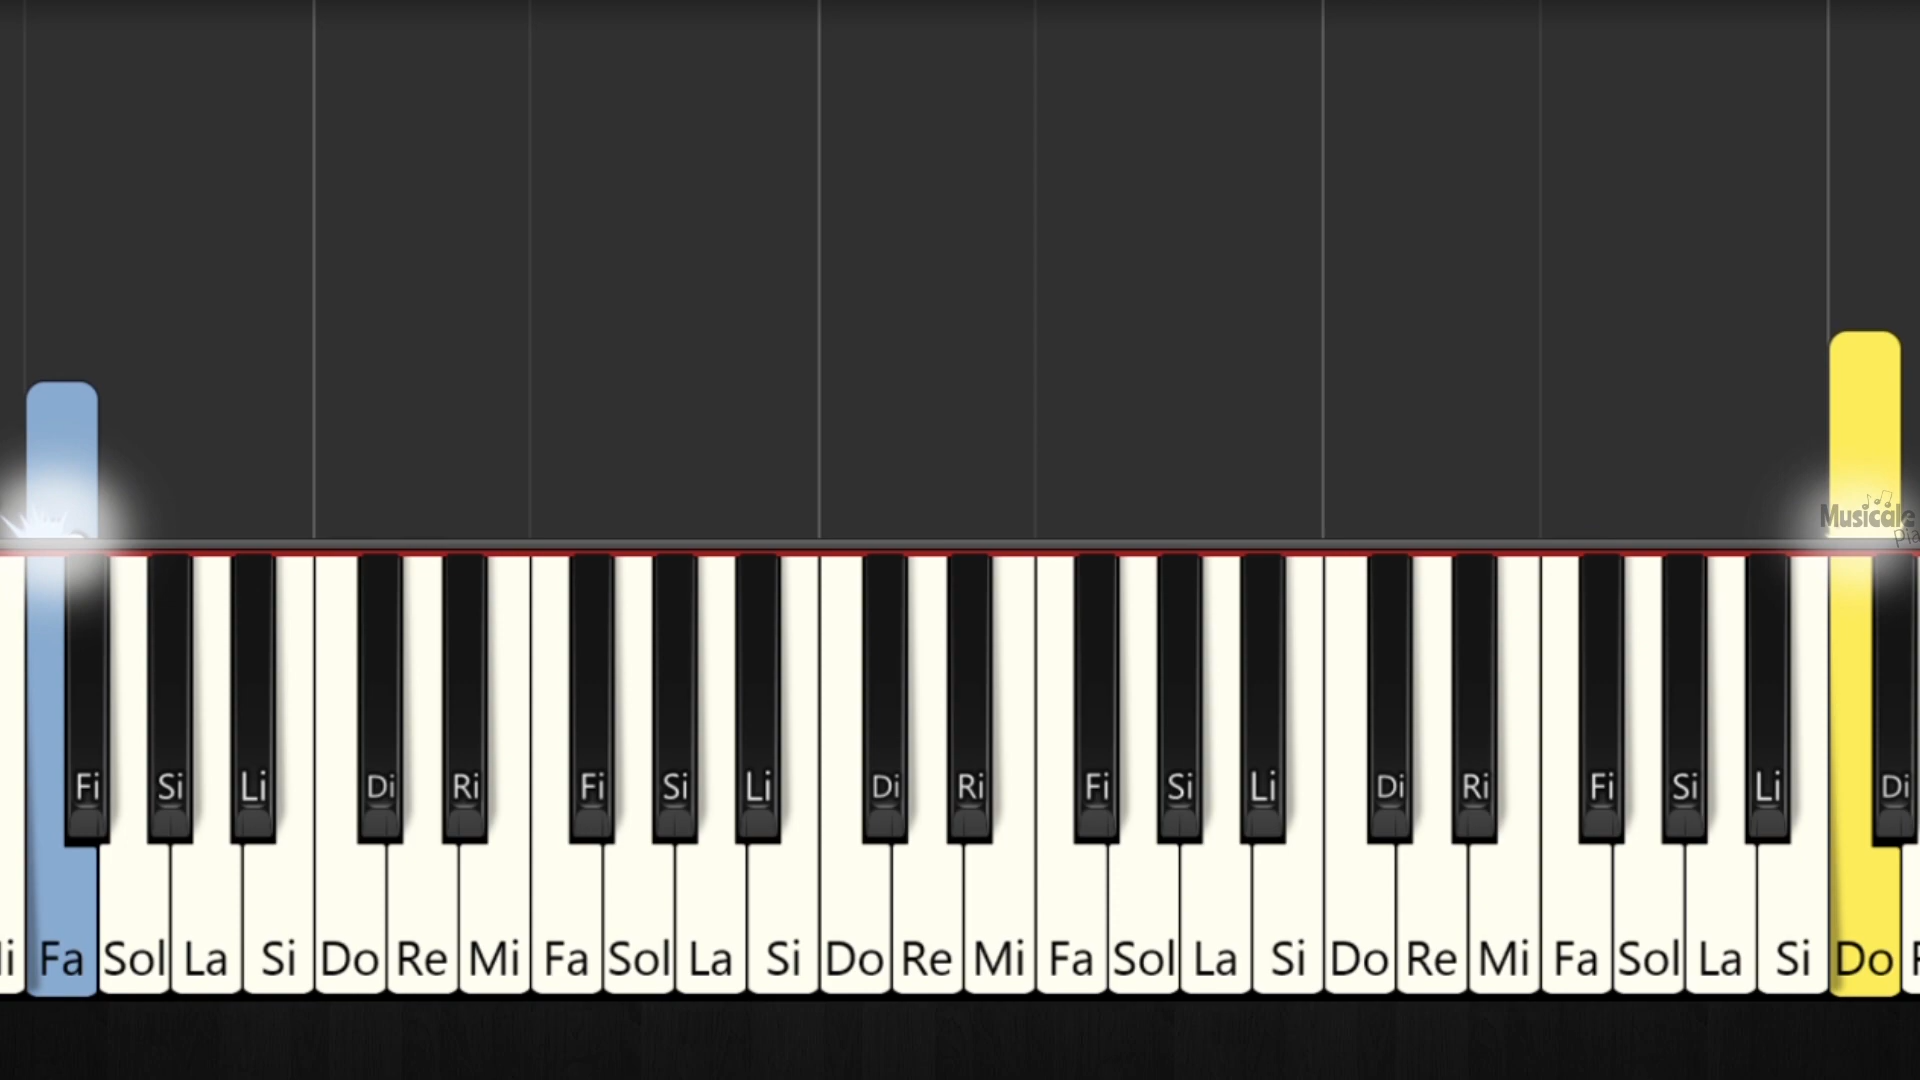 Musicale
Fi Si Li Di Ri Fi Si Li Di Ri Fi Si Li Di Ri Fi Si Li Di
Fa Sol La Si Do Re Mi Fa Sol La Si Do Re Mi Fa Sol La Si Do Re Mi Fa Sol La Si Do